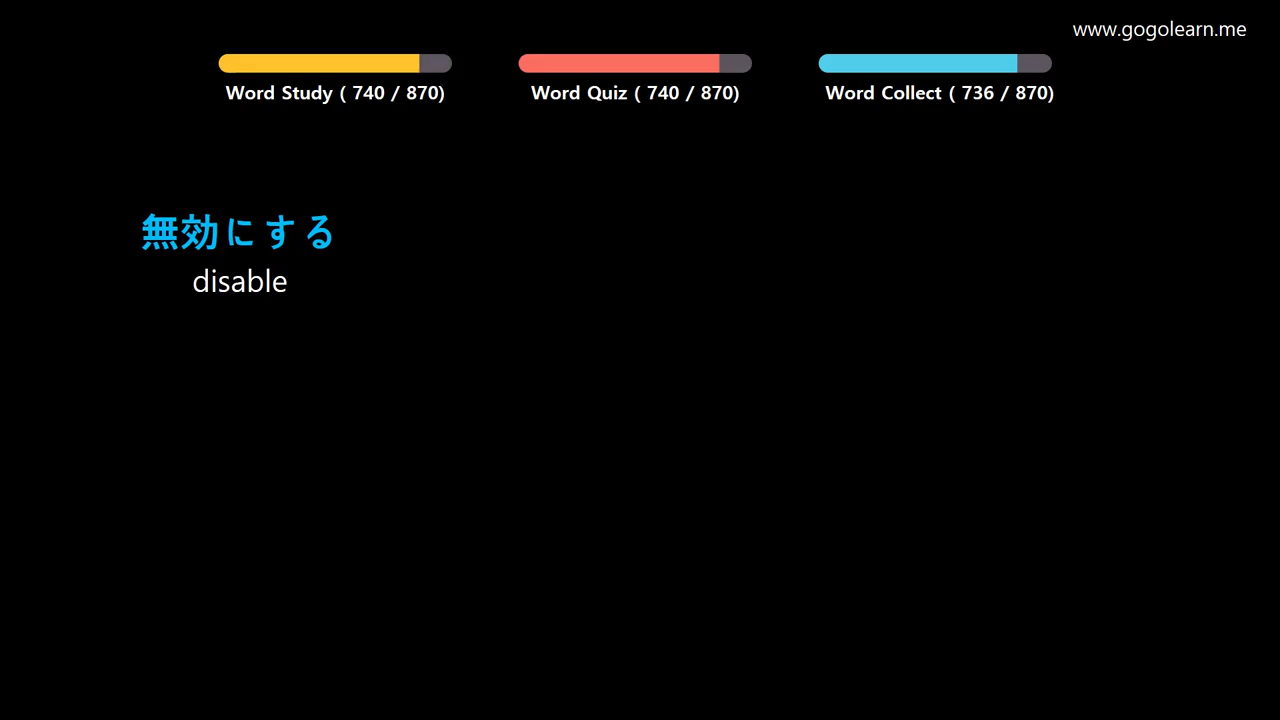 www.gogolearn.me
Word Study ( 740 / 870)
Word Quiz ( 740 / 870)
Word Collect ( 736 / 870)
無効にする
disable